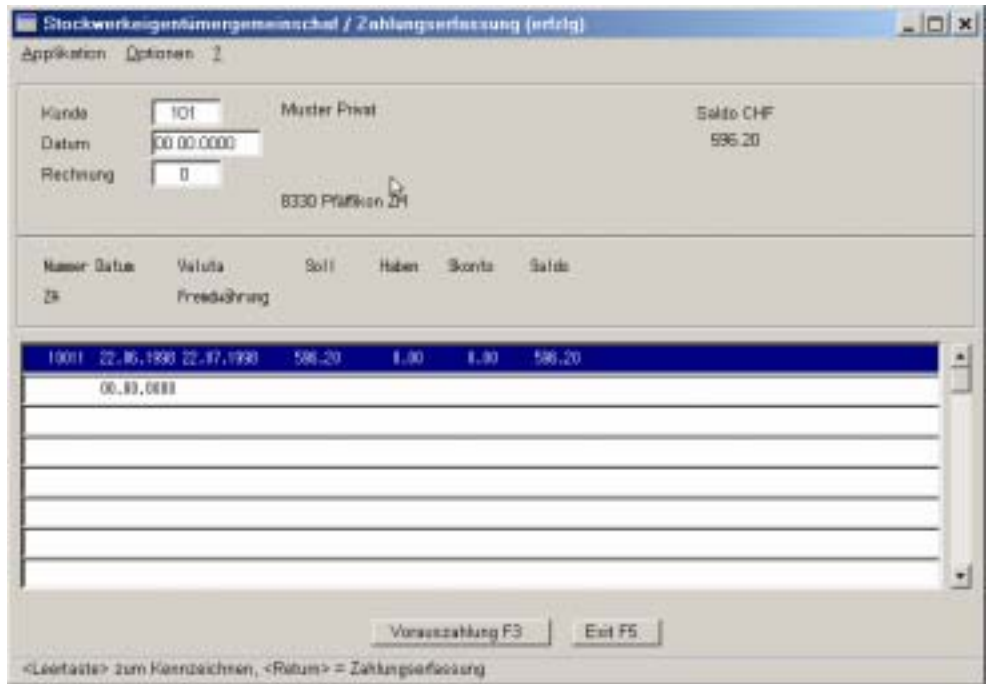 Stockwerkeigentümergemeinschaf / Zahlungserfassung (erfzlg)
Applikation Optionen ?
Kunde 101 Muster Privat Saldo CHF
Datum 00.00.0000 596.20
Rechnung 0
8330 Pfäffikon ZH
Nummer Datum Valuta Soll Haben Skonto Saldo
ZA Fremdwährung
10011 22.06.1998 22.07.1998 596.20 0.00 0.00 596.20
00.00.0000
Vorauszahlung F3 Exit F5
<Leertaste> zum Kennzeichnen, <Return> = Zahlungserfassung